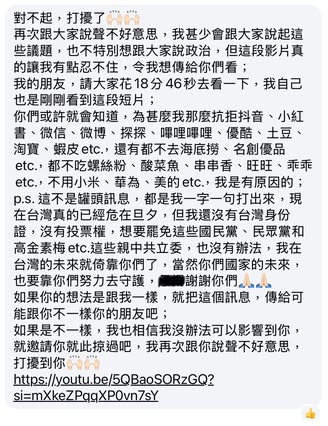 對不起，打擾了🙌🏻🙌🏻
再次跟大家說聲不好意思，我甚少會跟大家說起這
些議題，也不特別想跟大家說政治，但這段影片真
的讓我有點忍不住，令我想傳給你們看；
我的朋友，請大家花18分46秒去看一下，我自己
也是剛剛看到這段短片；
你們或許就會知道，為甚麼我那麼抗拒抖音、小紅
書、微信、微博、探探、嗶哩嗶哩、優酷、土豆、
淘寶、蝦皮etc.，還有都不去海底撈、名創優品
etc.，都不吃螺絲粉、酸菜魚、串串香、旺旺、乖乖
etc.，不用小米、華為、美的etc.，我是有原因的；
p.s. 這不是罐頭訊息，都是我一字一句打出來，現
在台灣真的已經危在旦夕，但我還沒有台灣身份
證，沒有投票權，想要罷免這些國民黨、民眾黨和
高金素梅etc.這些親中共立委，也沒有辦法，我在
台灣的未來就倚靠你們了，當然你們國家的未來，
也要靠你們努力去守護，謝謝你們🙏🏻🙏🏻
如果你的想法是跟我一樣，就把這個訊息，傳給可
能跟你不一樣的朋友吧；
如果是不一樣，我也相信我沒辦法可以影響到你，
就邀請你就此掠過吧，我再次跟你說聲不好意思，
打擾到你🙌🏻🙌🏻
https://youtu.be/5QBaoSORzGQ?
si=mXkeZPqqXP0vn7sY